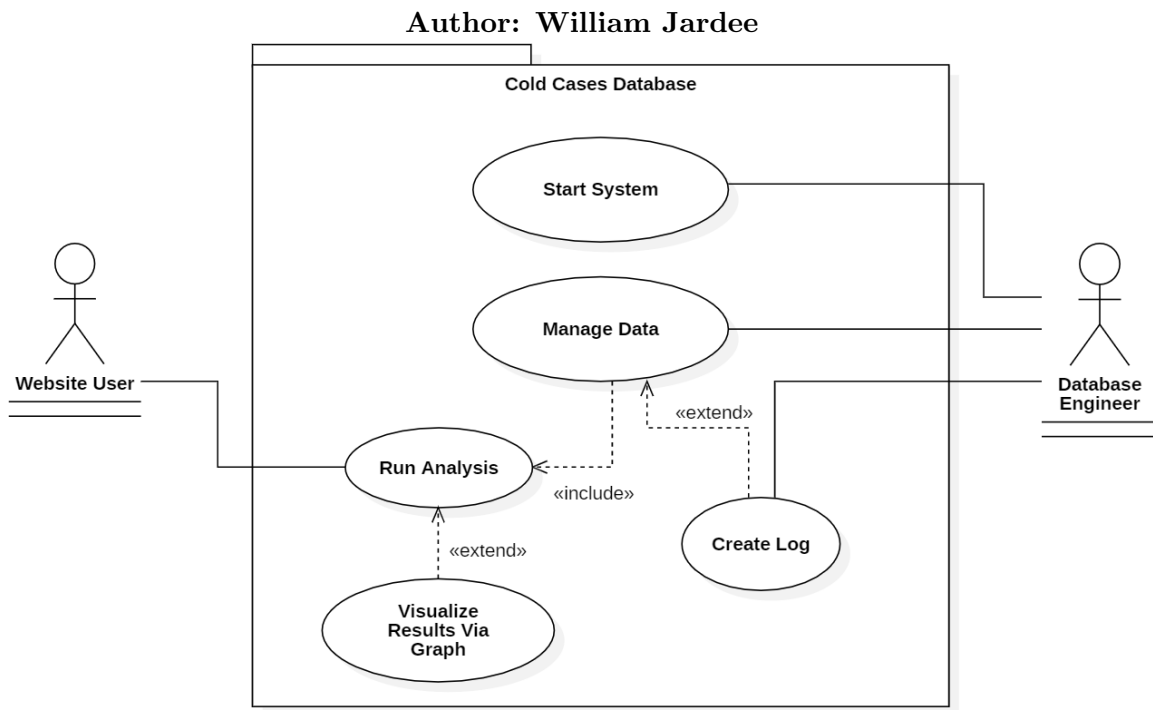 Author: William Jardee
Cold Cases Database
Start System
Manage Data
Website User
Database
Engineer
«extend»
Run Analysis
«include»
«extend»
Create Log
Visualize
Results Via
Graph